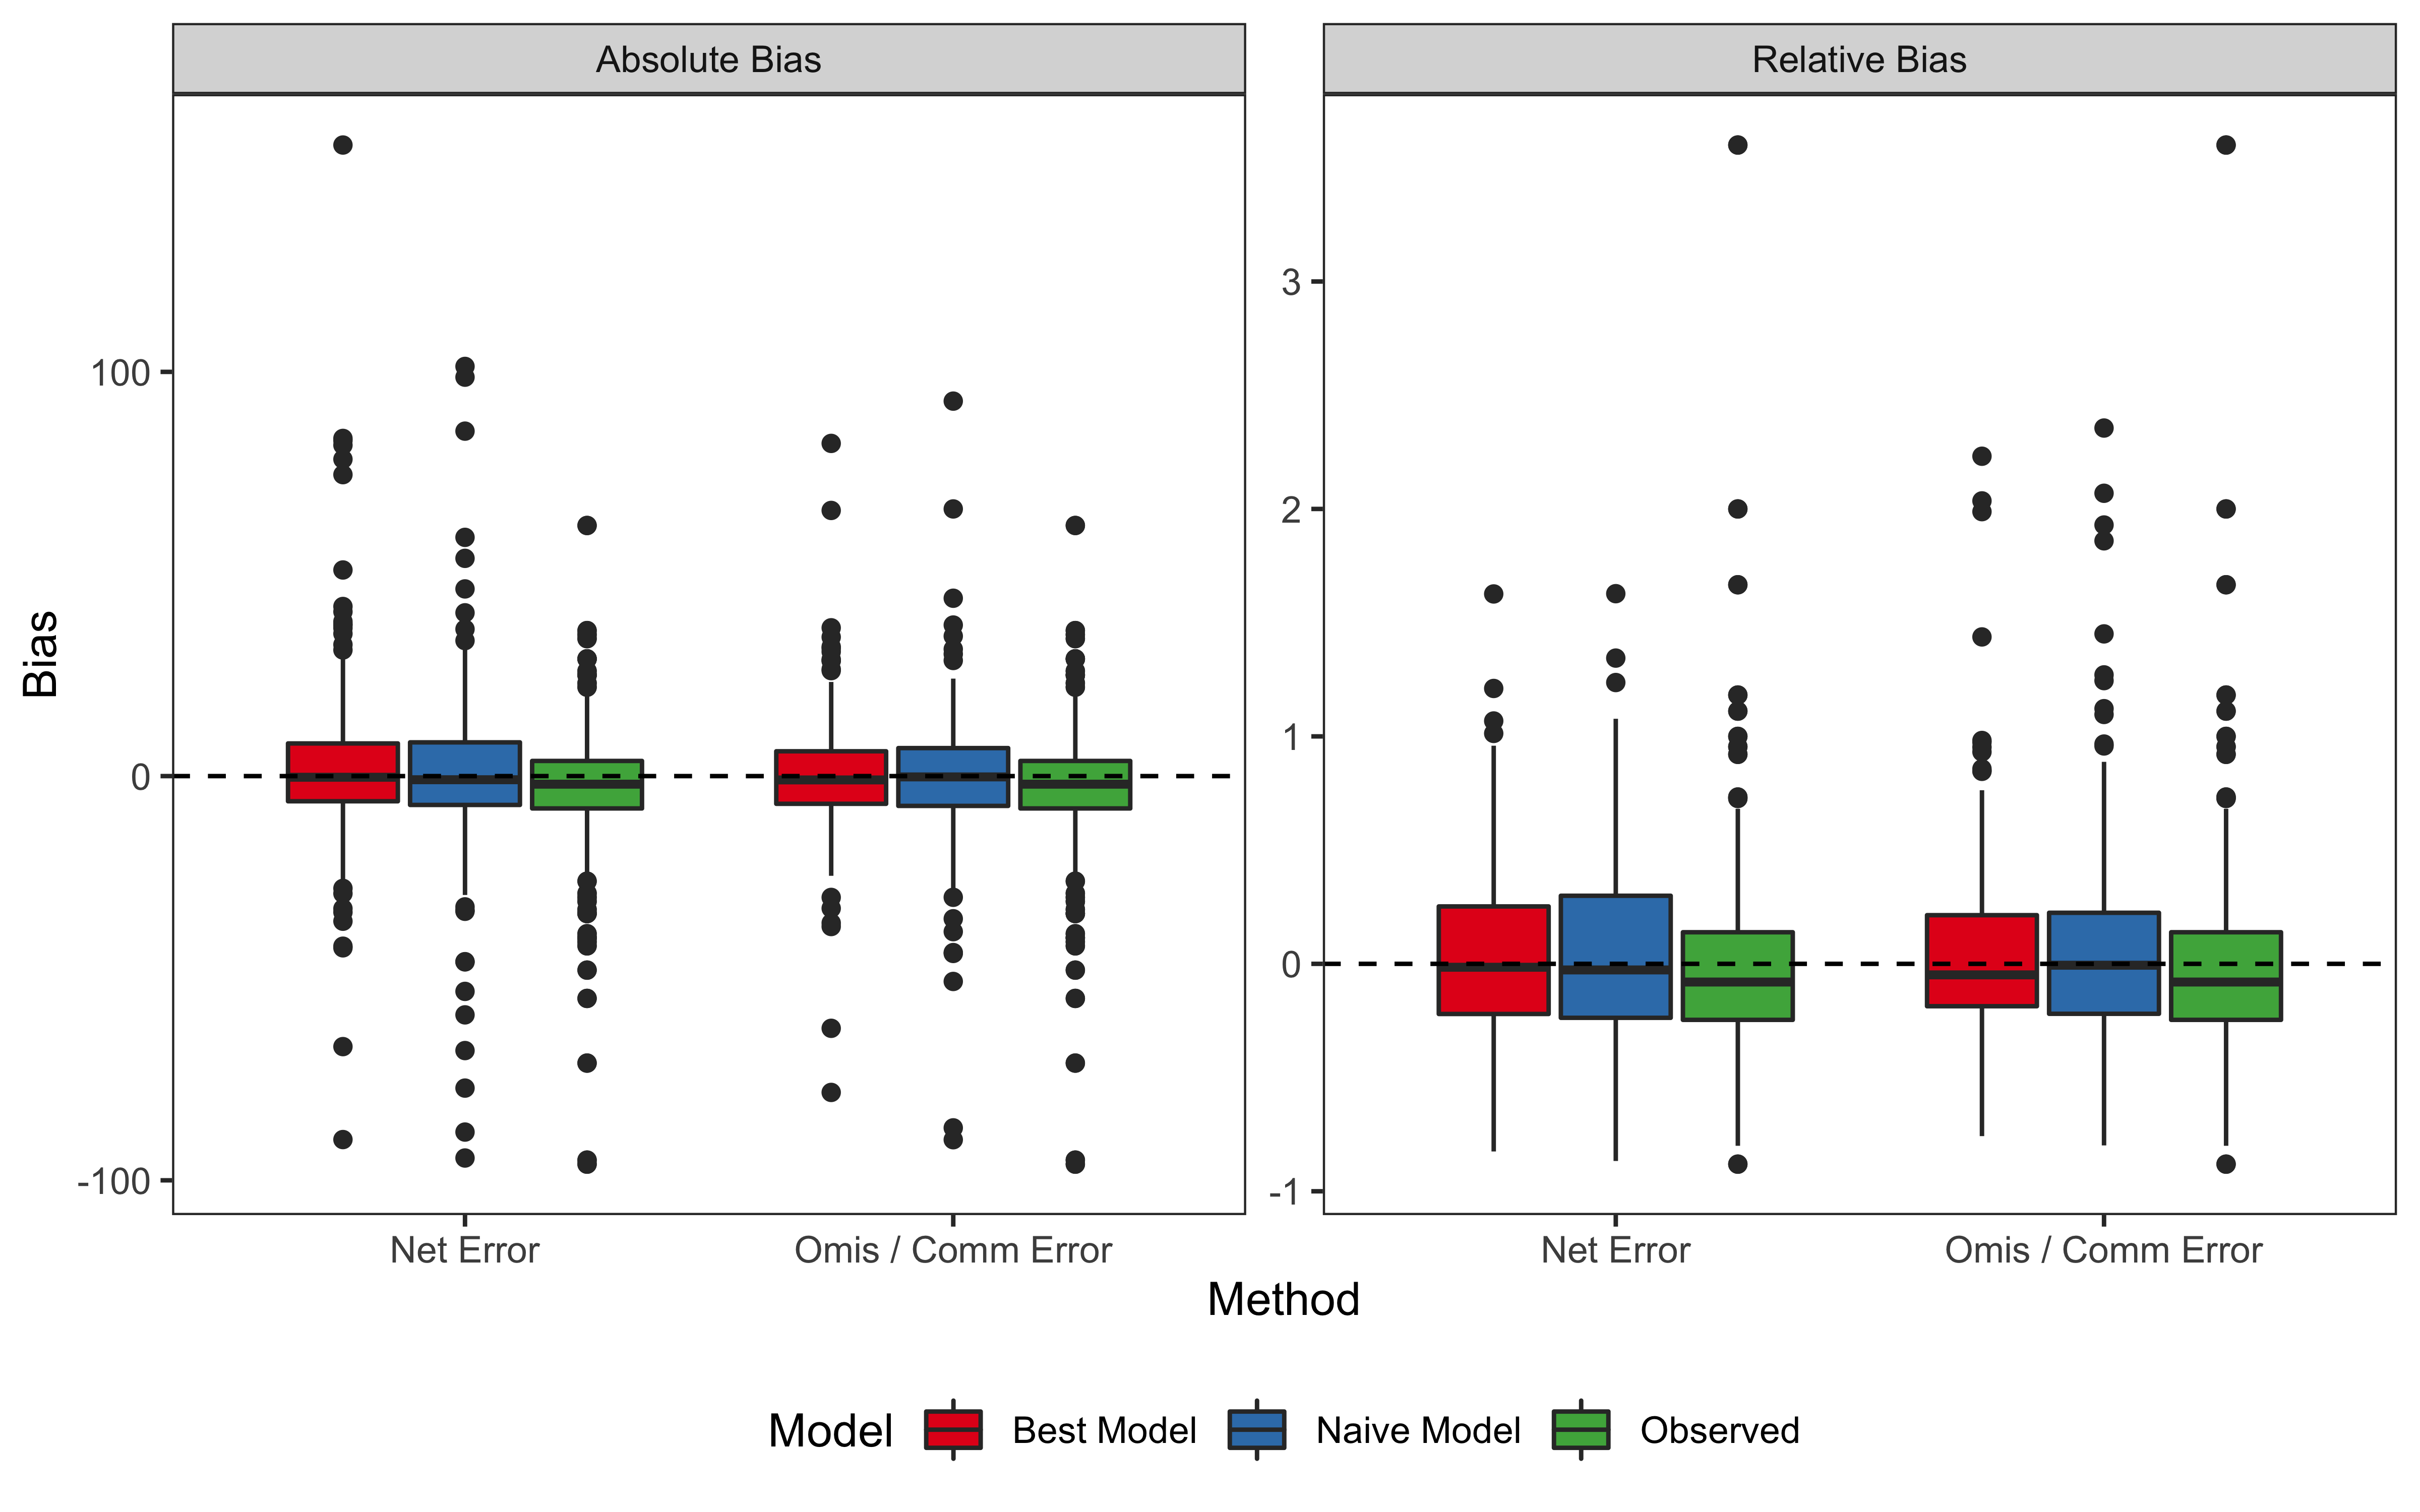 Absolute Bias
Relative Bias
Bias
100
0
-100
3
2
1
0
-1
Net Error
Omis / Comm Error
Net Error
Omis / Comm Error
Method
Model Best Model Naive Model Observed